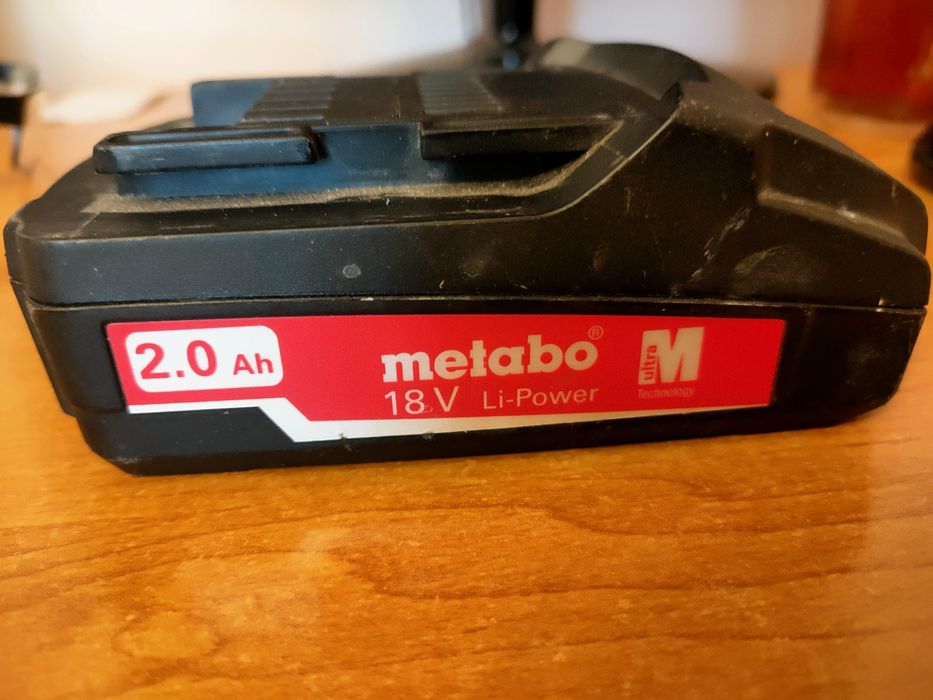 2.0 Ah
metabo®
18 V Li-Power
ultra M
Technology